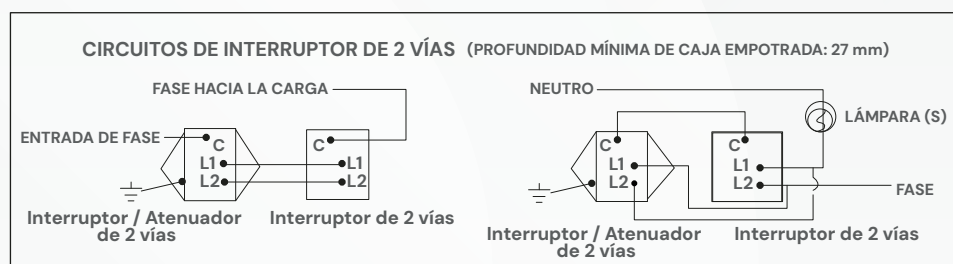 CIRCUITOS DE INTERRUPTOR DE 2 VÍAS (PROFUNDIDAD MÍNIMA DE CAJA EMPOTRADA: 27 mm)
FASE HACIA LA CARGA
ENTRADA DE FASE
C
L1
L2
C
L1
L2
Interruptor / Atenuador
de 2 vías
Interruptor de 2 vías
NEUTRO
LÁMPARA (S)
C
L1
L2
C
L1
L2
FASE
Interruptor / Atenuador
de 2 vías
Interruptor de 2 vías